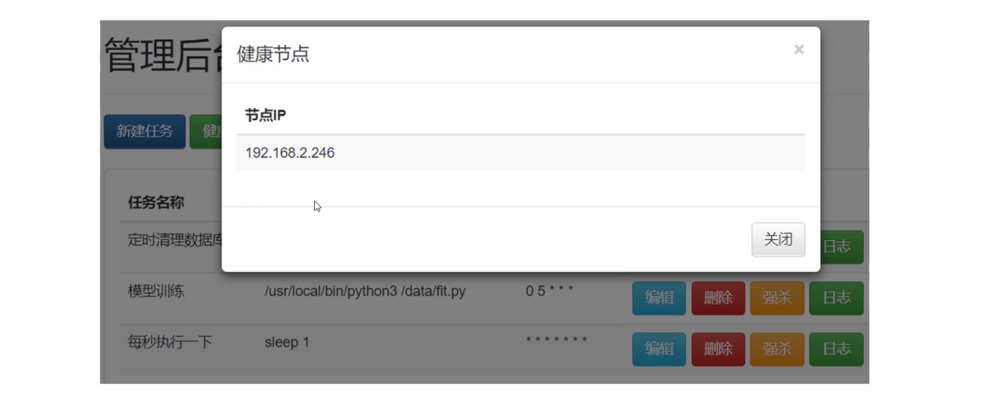 管理后
健康节点
×
节点IP
新建任务 健
192.168.2.246
任务名称
关闭
定时清理数据库 日志
模型训练 /usr/local/bin/python3 /data/fit.py 0 5 * * * 编辑 删除 强杀 日志
每秒执行一下 sleep 1 * * * * * * * 编辑 删除 强杀 日志